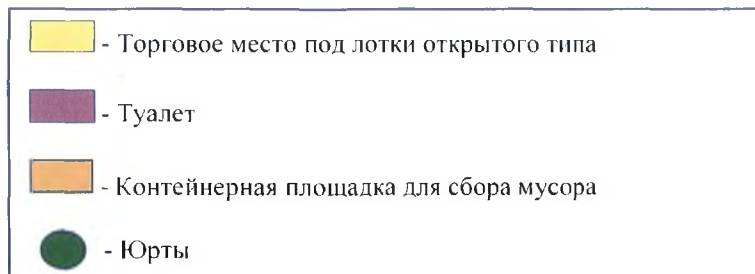 - Торговое место под лотки открытого типа
- Туалет
- Контейнерная площадка для сбора мусора
- Юрты